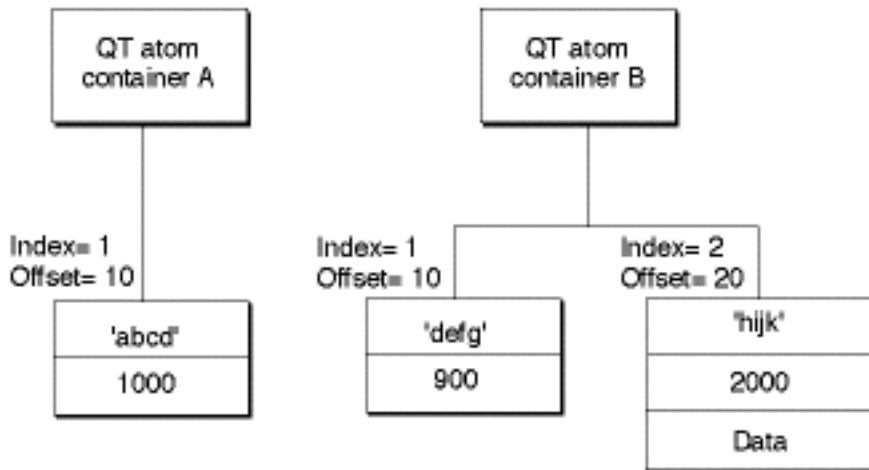 QT atom
container A
QT atom
container B
Index= 1
Offset= 10
Index= 1
Offset= 10
Index= 2
Offset= 20
'abcd'
1000
'defg'
900
'hijk'
2000
Data